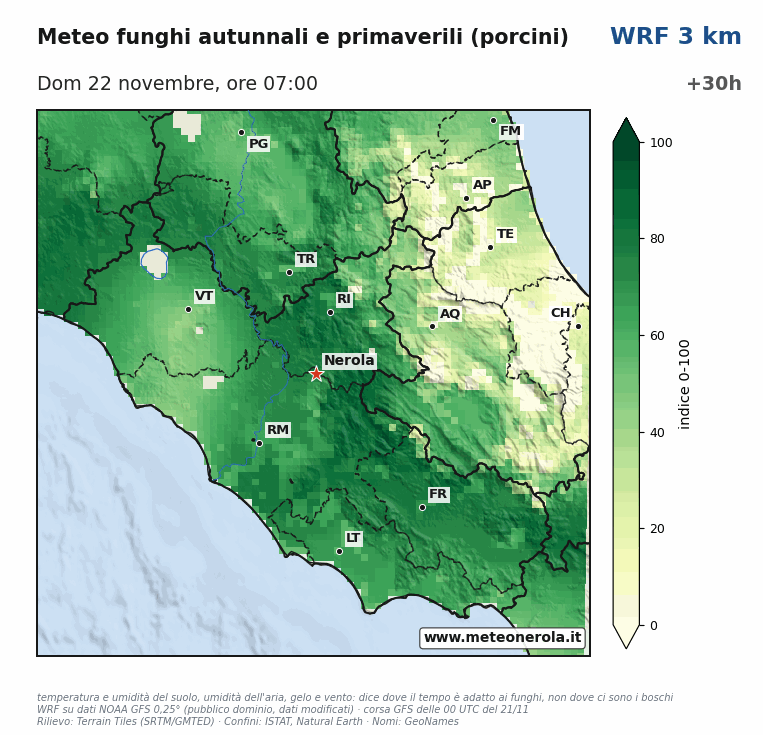 Meteo funghi autunnali e primaverili (porcini)
WRF 3 km
Dom 22 novembre, ore 07:00
+30h
FM
PG
AP
TE
TR
VT
RI
AQ
CH
Nerola
RM
FR
LT
www.meteonerola.it
100
80
60
40
20
0
indice 0-100
temperatura e umidità del suolo, umidità dell'aria, gelo e vento: dice dove il tempo è adatto ai funghi, non dove ci sono i boschi
WRF su dati NOAA GFS 0,25° (pubblico dominio, dati modificati) · corsa GFS delle 00 UTC del 21/11
Rilievo: Terrain Tiles (SRTM/GMTED) · Confini: ISTAT, Natural Earth · Nomi: GeoNames